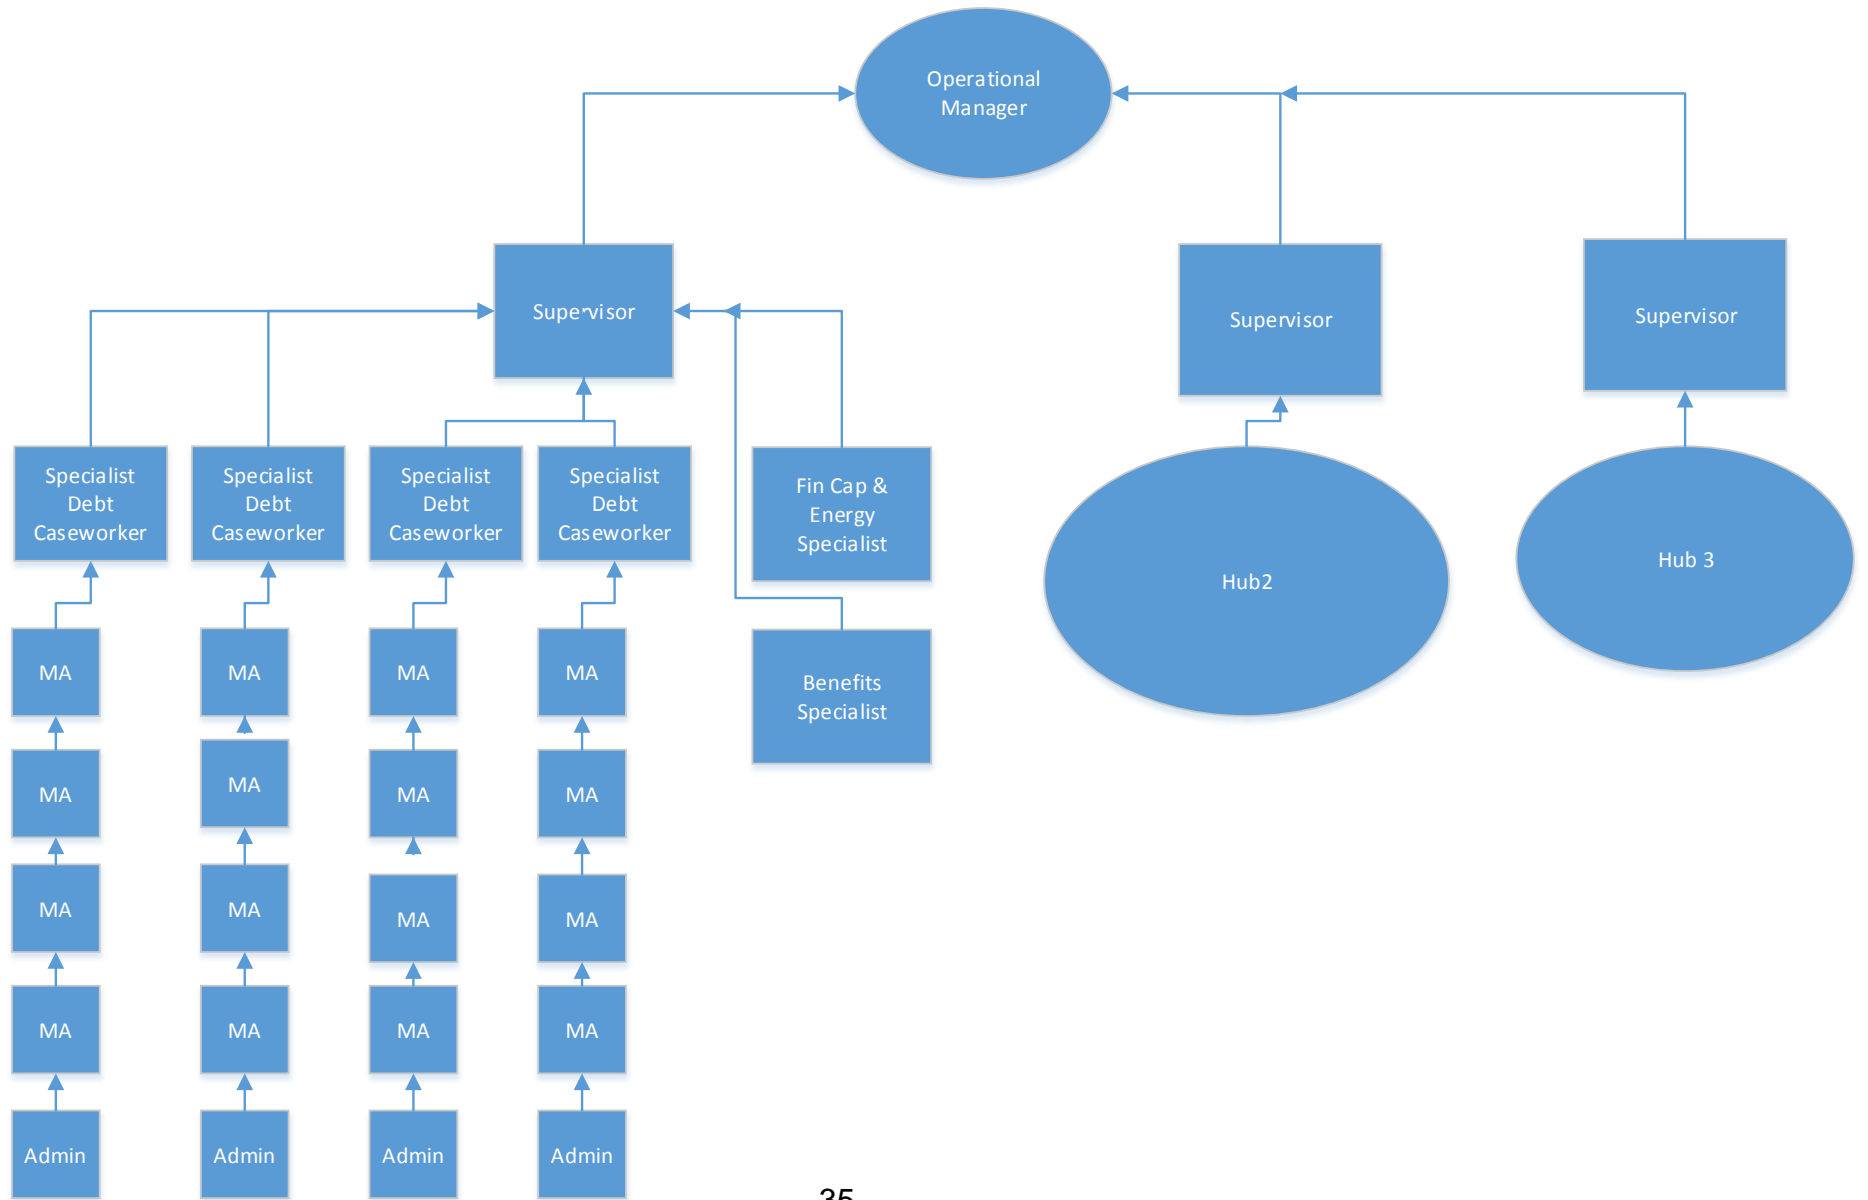 Operational
Manager
Supervisor
Supervisor
Supervisor
Specialist
Debt
Caseworker
Specialist
Debt
Caseworker
Specialist
Debt
Caseworker
Specialist
Debt
Caseworker
Fin Cap &
Energy
Specialist
Hub2
Hub 3
MA
MA
MA
MA
Benefits
Specialist
MA
MA
MA
MA
MA
MA
MA
MA
MA
MA
MA
MA
Admin
Admin
Admin
Admin
35